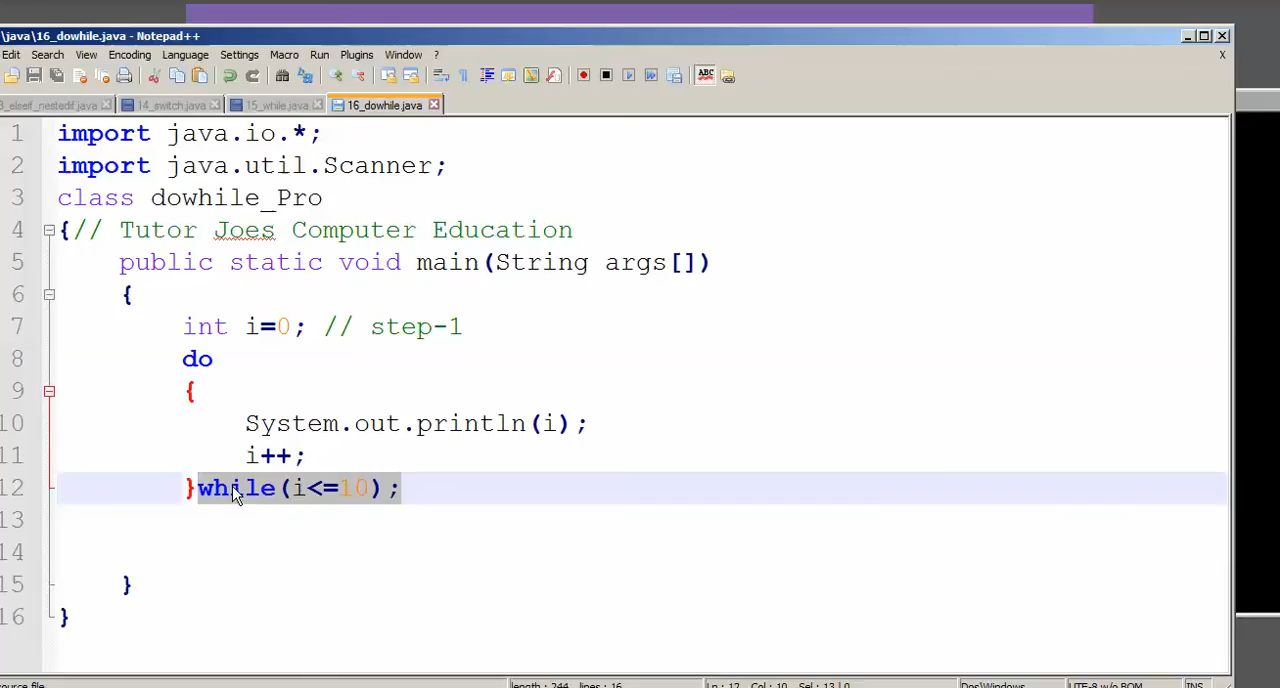 \java\16_dowhile.java - Notepad++
Edit Search View Encoding Language Settings Macro Run Plugins Window ? X
ABC
3_elseif_nestedif.java 14_switch.java 15_while.java 16_dowhile.java
1 import java.io.*;
2 import java.util.Scanner;
3 class dowhile_Pro
4 {// Tutor Joes Computer Education
5 public static void main(String args[])
6 {
7 int i=0; // step-1
8 do
9 {
10 System.out.println(i);
11 i++;
12 }while(i<=10);
13
14
15 }
16 }
ource file length : 244 lines : 16 Ln : 12 Col : 10 Sel : 13 | 0 Dos\Windows UTF-8 w/o BOM INS